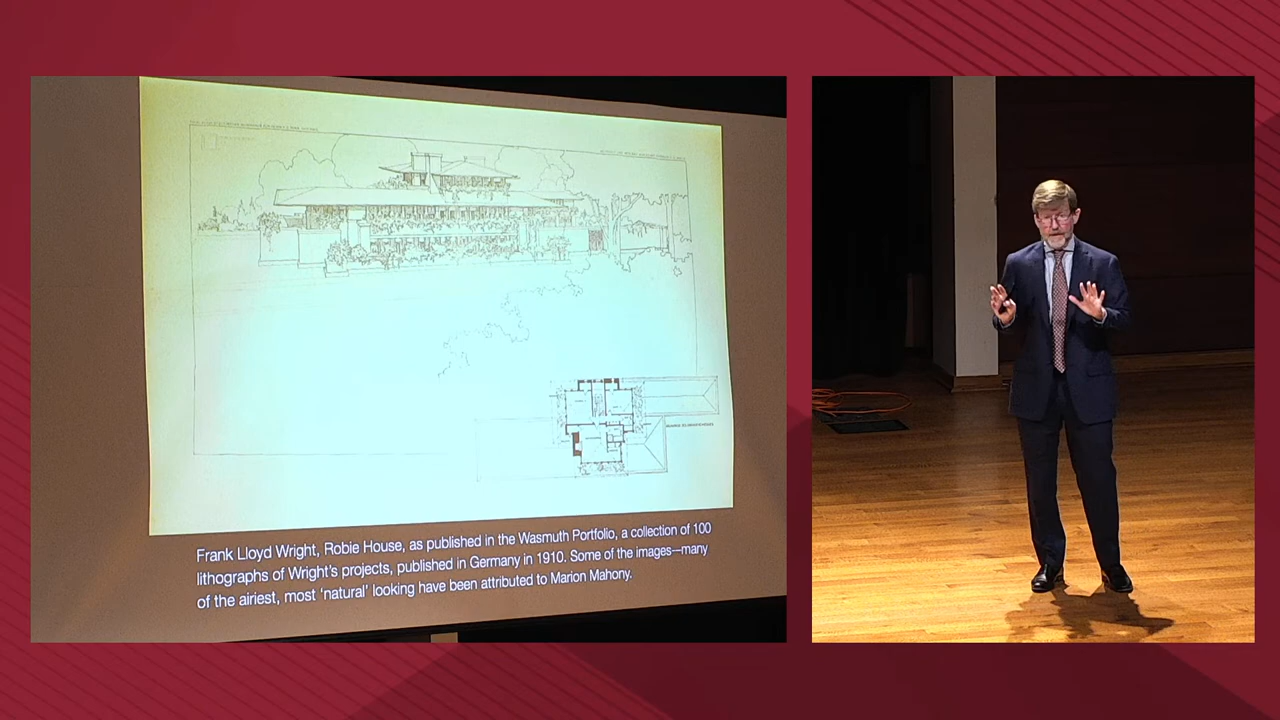 Frank Lloyd Wright, Robie House, as published in the Wasmuth Portfolio, a collection of 100
lithographs of Wright's projects, published in Germany in 1910. Some of the images—many
of the airiest, most 'natural' looking have been attributed to Marion Mahony.